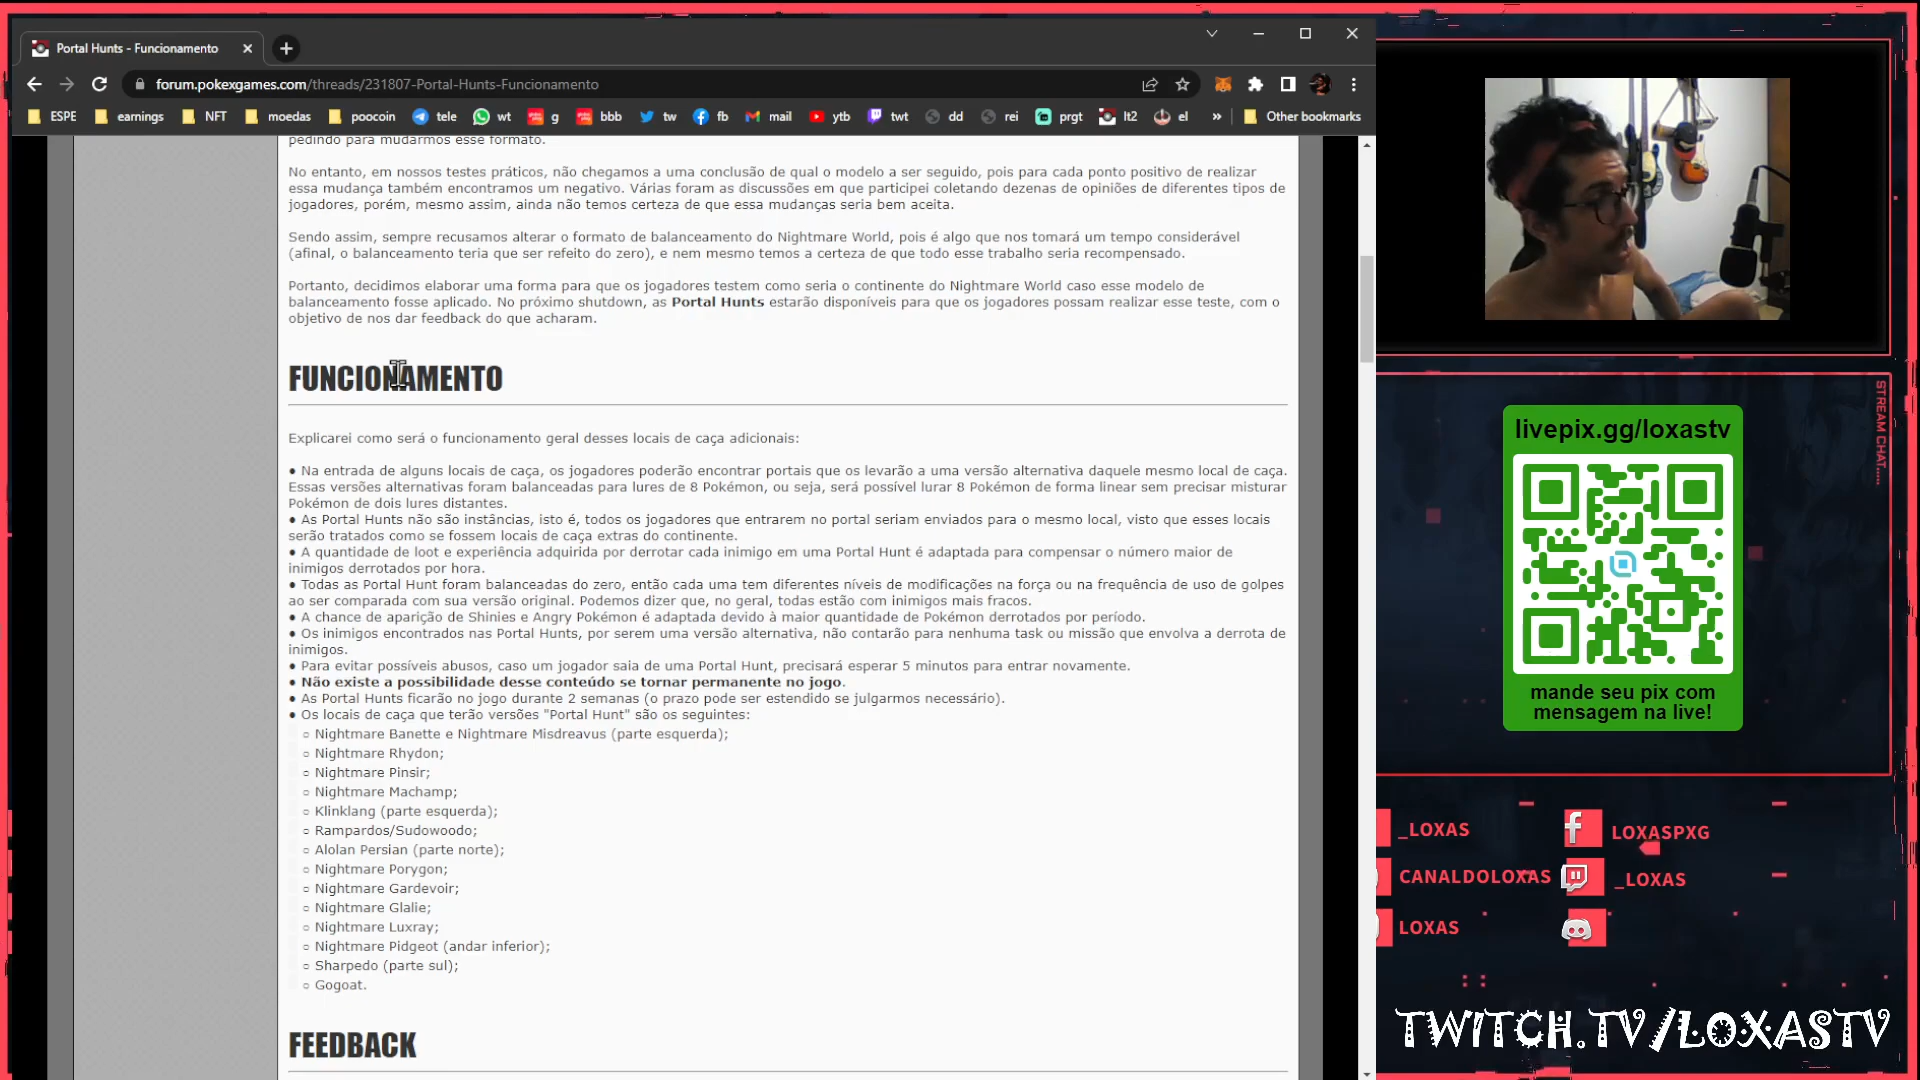 Portal Hunts - Funcionamento
forum.pokexgames.com/threads/231807-Portal-Hunts-Funcionamento
ESPE earnings NFT moedas poocoin tele wt g bbb tw fb mail ytb twt dd rei prgt lt2 el » Other bookmarks
pedindo para mudarmos esse formato.
No entanto, em nossos testes práticos, não chegamos a uma conclusão de qual o modelo a ser seguido, pois para cada ponto positivo de realizar
essa mudança também encontramos um negativo. Várias foram as discussões em que participei coletando dezenas de opiniões de diferentes tipos de
jogadores, porém, mesmo assim, ainda não temos certeza de que essa mudanças seria bem aceita.
Sendo assim, sempre recusamos alterar o formato de balanceamento do Nightmare World, pois é algo que nos tomará um tempo considerável
(afinal, o balanceamento teria que ser refeito do zero), e nem mesmo temos a certeza de que todo esse trabalho seria recompensado.
Portanto, decidimos elaborar uma forma para que os jogadores testem como seria o continente do Nightmare World caso esse modelo de
balanceamento fosse aplicado. No próximo shutdown, as Portal Hunts estarão disponíveis para que os jogadores possam realizar esse teste, com o
objetivo de nos dar feedback do que acharam.
FUNCIONAMENTO
Explicarei como será o funcionamento geral desses locais de caça adicionais:
● Na entrada de alguns locais de caça, os jogadores poderão encontrar portais que os levarão a uma versão alternativa daquele mesmo local de caça.
Essas versões alternativas foram balanceadas para lures de 8 Pokémon, ou seja, será possível lurar 8 Pokémon de forma linear sem precisar misturar
Pokémon de dois lures distantes.
● As Portal Hunts não são instâncias, isto é, todos os jogadores que entrarem no portal seriam enviados para o mesmo local, visto que esses locais
serão tratados como se fossem locais de caça extras do continente.
● A quantidade de loot e experiência adquirida por derrotar cada inimigo em uma Portal Hunt é adaptada para compensar o número maior de
inimigos derrotados por hora.
● Todas as Portal Hunt foram balanceadas do zero, então cada uma tem diferentes níveis de modificações na força ou na frequência de uso de golpes
ao ser comparada com sua versão original. Podemos dizer que, no geral, todas estão com inimigos mais fracos.
● A chance de aparição de Shinies e Angry Pokémon é adaptada devido à maior quantidade de Pokémon derrotados por período.
● Os inimigos encontrados nas Portal Hunts, por serem uma versão alternativa, não contarão para nenhuma task ou missão que envolva a derrota de
inimigos.
● Para evitar possíveis abusos, caso um jogador saia de uma Portal Hunt, precisará esperar 5 minutos para entrar novamente.
● Não existe a possibilidade desse conteúdo se tornar permanente no jogo.
● As Portal Hunts ficarão no jogo durante 2 semanas (o prazo pode ser estendido se julgarmos necessário).
● Os locais de caça que terão versões "Portal Hunt" são os seguintes:
○ Nightmare Banette e Nightmare Misdreavus (parte esquerda);
○ Nightmare Rhydon;
○ Nightmare Pinsir;
○ Nightmare Machamp;
○ Klinklang (parte esquerda);
○ Rampardos/Sudowoodo;
○ Alolan Persian (parte norte);
○ Nightmare Porygon;
○ Nightmare Gardevoir;
○ Nightmare Glalie;
○ Nightmare Luxray;
○ Nightmare Pidgeot (andar inferior);
○ Sharpedo (parte sul);
○ Gogoat.
FEEDBACK
STREAM CHAT....
livepix.gg/loxastv
mande seu pix com
mensagem na live!
_LOXAS
LOXASPXG
CANALDOLOXAS
_LOXAS
LOXAS
TWITCH.TV/LOXASTV